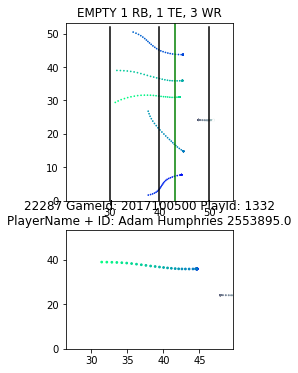 EMPTY 1 RB, 1 TE, 3 WR
50
40
30
20
10
0
30 40 50
22287 GameId: 2017100500 PlayId: 1332
PlayerName + ID: Adam Humphries 2553895.0
40
20
0
30 35 40 45